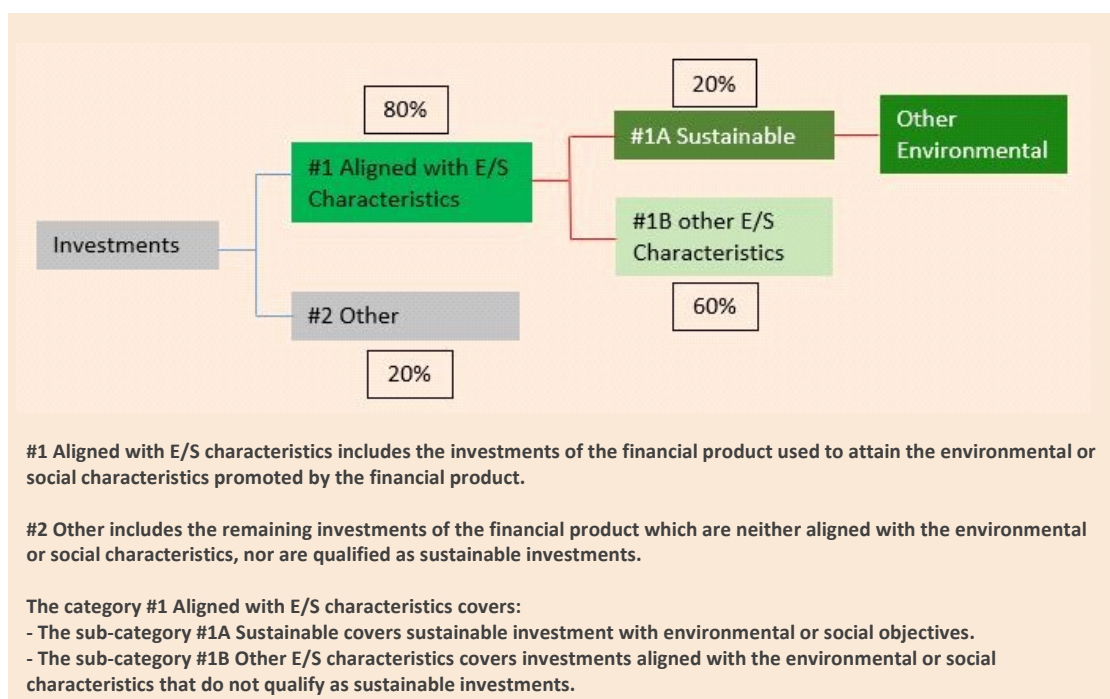 80%
20%
#1 Aligned with E/S
Characteristics
#1A Sustainable
Other
Environmental
Investments
#1B other E/S
Characteristics
60%
#2 Other
20%
#1 Aligned with E/S characteristics includes the investments of the financial product used to attain the environmental or
social characteristics promoted by the financial product.
#2 Other includes the remaining investments of the financial product which are neither aligned with the environmental
or social characteristics, nor are qualified as sustainable investments.
The category #1 Aligned with E/S characteristics covers:
- The sub-category #1A Sustainable covers sustainable investment with environmental or social objectives.
- The sub-category #1B Other E/S characteristics covers investments aligned with the environmental or social
characteristics that do not qualify as sustainable investments.